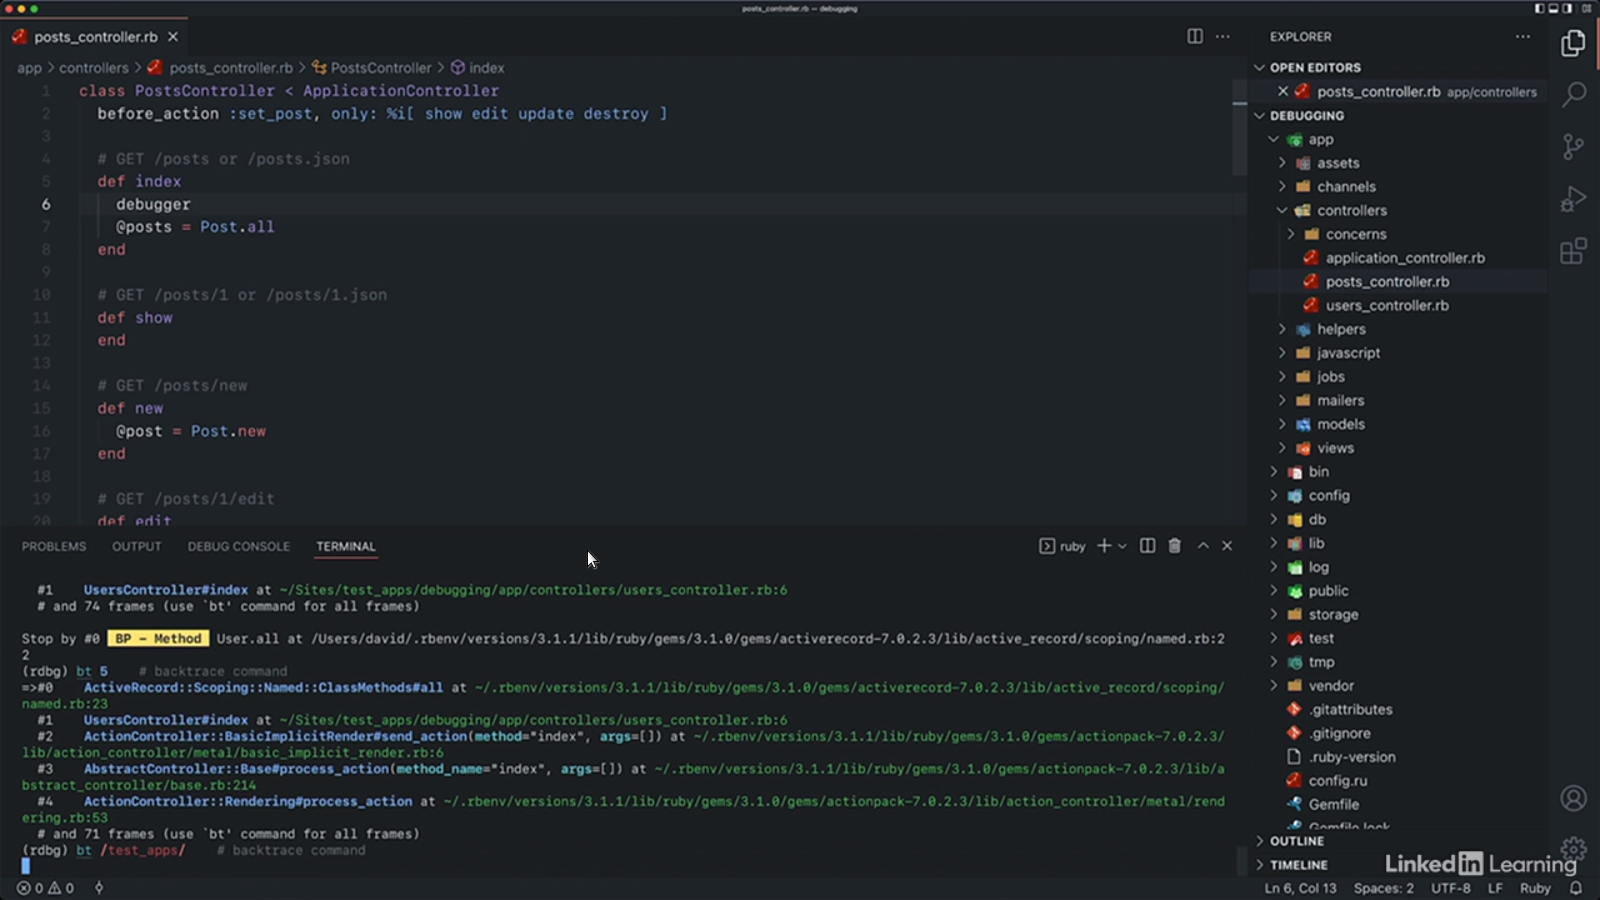 posts_controller.rb — debugging
posts_controller.rb
EXPLORER
app > controllers > posts_controller.rb > PostsController > index
OPEN EDITORS
posts_controller.rb app/controllers
DEBUGGING
app
assets
channels
controllers
concerns
application_controller.rb
posts_controller.rb
users_controller.rb
helpers
javascript
jobs
mailers
models
views
bin
config
db
lib
log
public
storage
test
tmp
vendor
.gitattributes
.gitignore
.ruby-version
config.ru
Gemfile
Gemfile.lock
OUTLINE
TIMELINE
1 class PostsController < ApplicationController
2 before_action :set_post, only: %i[ show edit update destroy ]
3
4 # GET /posts or /posts.json
5 def index
6 debugger
7 @posts = Post.all
8 end
9
10 # GET /posts/1 or /posts/1.json
11 def show
12 end
13
14 # GET /posts/new
15 def new
16 @post = Post.new
17 end
18
19 # GET /posts/1/edit
20 def edit
PROBLEMS OUTPUT DEBUG CONSOLE TERMINAL
ruby
#1 UsersController#index at ~/Sites/test_apps/debugging/app/controllers/users_controller.rb:6
# and 74 frames (use `bt' command for all frames)
Stop by #0 BP - Method User.all at /Users/david/.rbenv/versions/3.1.1/lib/ruby/gems/3.1.0/gems/activerecord-7.0.2.3/lib/active_record/scoping/named.rb:2
2
(rdbg) bt 5 # backtrace command
=>#0 ActiveRecord::Scoping::Named::ClassMethods#all at ~/.rbenv/versions/3.1.1/lib/ruby/gems/3.1.0/gems/activerecord-7.0.2.3/lib/active_record/scoping/
named.rb:23
#1 UsersController#index at ~/Sites/test_apps/debugging/app/controllers/users_controller.rb:6
#2 ActionController::BasicImplicitRender#send_action(method="index", args=[]) at ~/.rbenv/versions/3.1.1/lib/ruby/gems/3.1.0/gems/actionpack-7.0.2.3/
lib/action_controller/metal/basic_implicit_render.rb:6
#3 AbstractController::Base#process_action(method_name="index", args=[]) at ~/.rbenv/versions/3.1.1/lib/ruby/gems/3.1.0/gems/actionpack-7.0.2.3/lib/a
bstract_controller/base.rb:214
#4 ActionController::Rendering#process_action at ~/.rbenv/versions/3.1.1/lib/ruby/gems/3.1.0/gems/actionpack-7.0.2.3/lib/action_controller/metal/rend
ering.rb:53
# and 71 frames (use `bt' command for all frames)
(rdbg) bt /test_apps/ # backtrace command
0 0
Ln 6, Col 13 Spaces: 2 UTF-8 LF Ruby
LinkedIn Learning